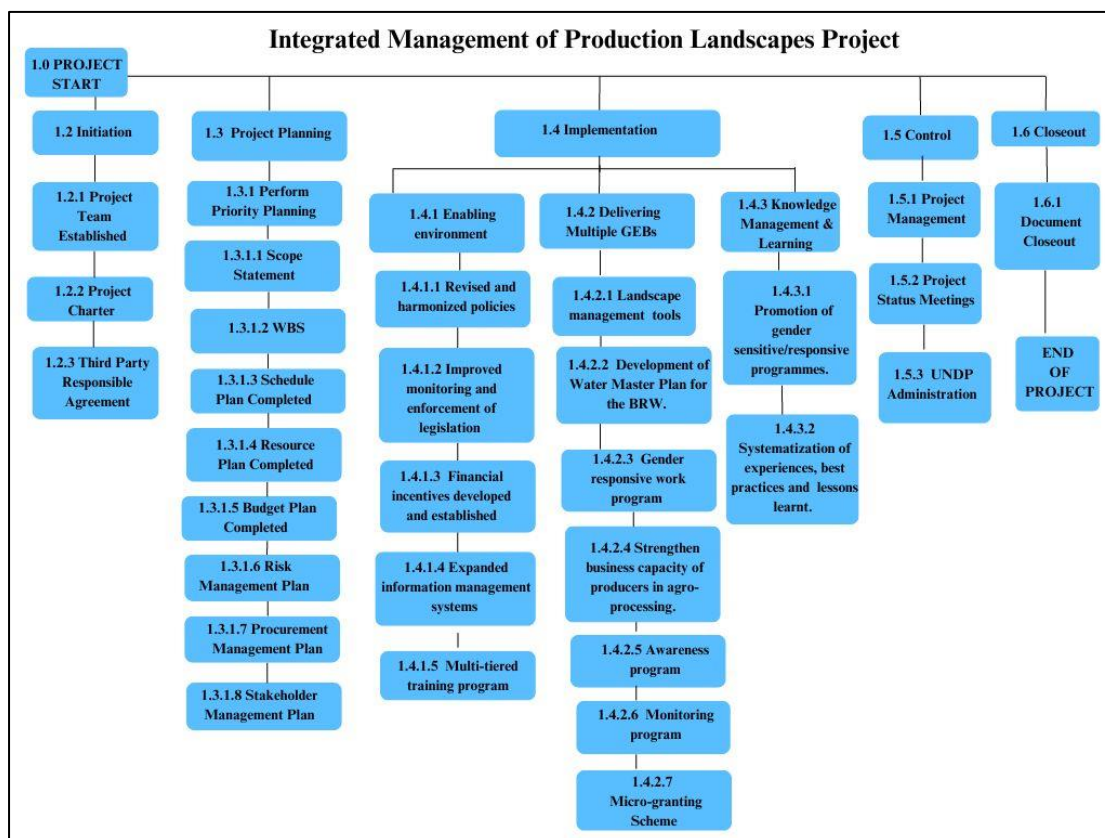 Integrated Management of Production Landscapes Project
1.0 PROJECT
START
1.2 Initiation
1.2.1 Project
Team
Established
1.2.2 Project
Charter
1.2.3 Third Party
Responsible
Agreement
1.3 Project Planning
1.3.1 Perform
Priority Planning
1.3.1.1 Scope
Statement
1.3.1.2 WBS
1.3.1.3 Schedule
Plan Completed
1.3.1.4 Resource
Plan Completed
1.3.1.5 Budget Plan
Completed
1.3.1.6 Risk
Management Plan
1.3.1.7 Procurement
Management Plan
1.3.1.8 Stakeholder
Management Plan
1.4 Implementation
1.4.1 Enabling
environment
1.4.1.1 Revised and
harmonized policies
1.4.1.2 Improved
monitoring and
enforcement of
legislation
1.4.1.3 Financial
incentives developed
and established
1.4.1.4 Expanded
information management
systems
1.4.1.5 Multi-tiered
training program
1.4.2 Delivering
Multiple GEBs
1.4.2.1 Landscape
management tools
1.4.2.2 Development of
Water Master Plan for
the BRW.
1.4.2.3 Gender
responsive work
program
1.4.2.4 Strengthen
business capacity of
producers in agro-
processing.
1.4.2.5 Awareness
program
1.4.2.6 Monitoring
program
1.4.2.7
Micro-granting
Scheme
1.4.3 Knowledge
Management &
Learning
1.4.3.1
Promotion of
gender
sensitive/responsive
programmes.
1.4.3.2
Systematization of
experiences, best
practices and lessons
learnt.
1.5 Control
1.5.1 Project
Management
1.5.2 Project
Status Meetings
1.5.3 UNDP
Administration
1.6 Closeout
1.6.1
Document
Closeout
END
OF
PROJECT